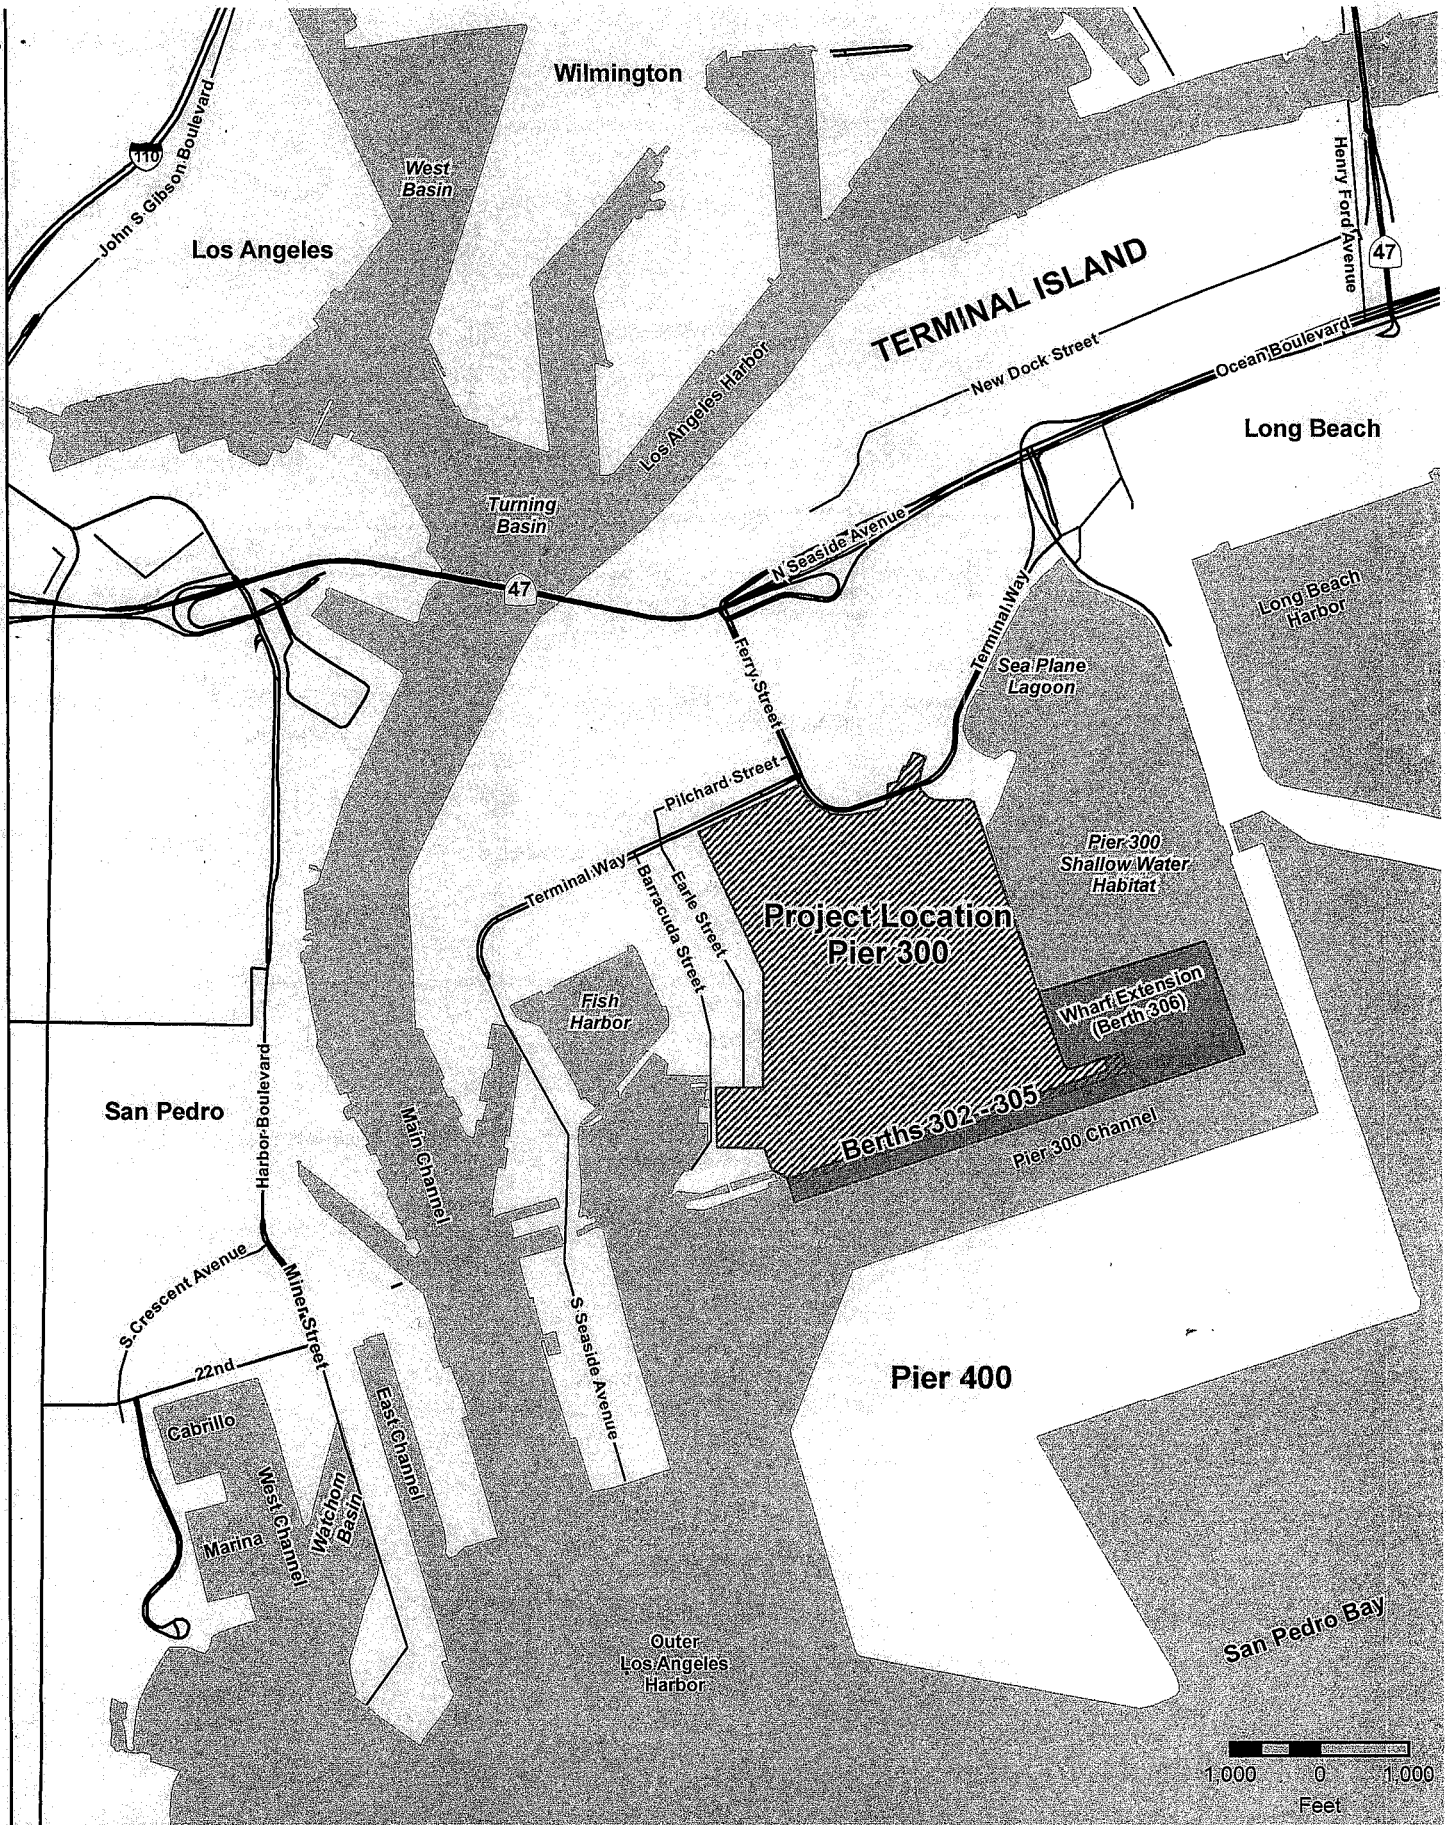 Wilmington
110
John S Gibson Boulevard
West
Basin
Los Angeles
Henry Ford Avenue
47
TERMINAL ISLAND
New Dock Street
Ocean Boulevard
Los Angeles Harbor
Long Beach
Turning
Basin
N Seaside Avenue
47
Long Beach
Harbor
Terminal Way
Ferry Street
Sea Plane
Lagoon
Pilchard Street
Pier 300
Shallow Water
Habitat
Terminal Way
Earle Street
Barracuda Street
Project Location
Pier 300
Fish
Harbor
Wharf Extension
(Berth 306)
Harbor Boulevard
San Pedro
Main Channel
Berths 302 - 305
Pier 300 Channel
S Crescent Avenue
Miner Street
S Seaside Avenue
22nd
Pier 400
East Channel
Cabrillo
West Channel
Watchorn
Basin
Marina
San Pedro Bay
Outer
Los Angeles
Harbor
1,000 0 1,000
Feet